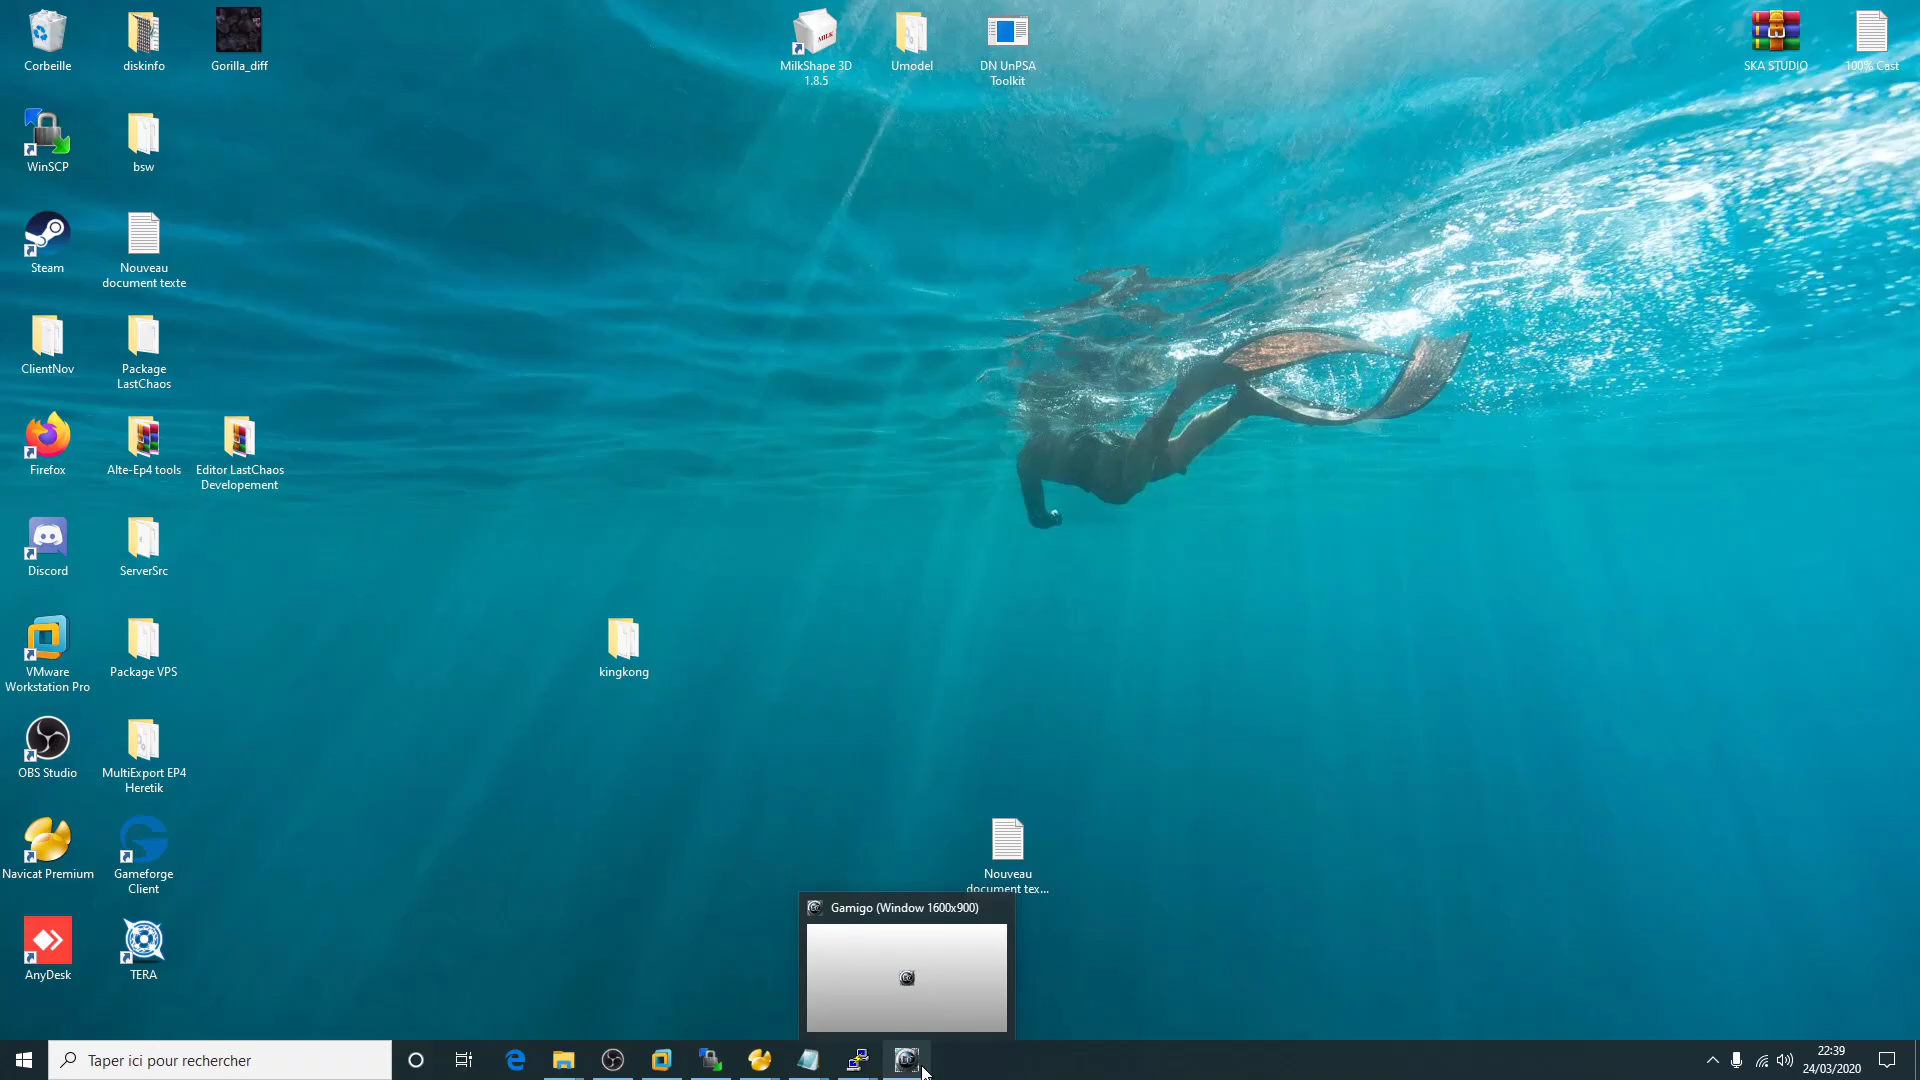 Corbeille
diskinfo
Gorilla_diff
MilkShape 3D
1.8.5
Umodel
DN UnPSA
Toolkit
SKA STUDIO
100% Cast
WinSCP
bsw
Steam
Nouveau
document texte
ClientNov
Package
LastChaos
Firefox
Alte-Ep4 tools
Editor LastChaos
Developement
Discord
ServerSrc
VMware
Workstation Pro
Package VPS
kingkong
OBS Studio
MultiExport EP4
Heretik
Navicat Premium
Gameforge
Client
Nouveau
document tex...
AnyDesk
TERA
Gamigo (Window 1600x900)
Taper ici pour rechercher
22:39
24/03/2020